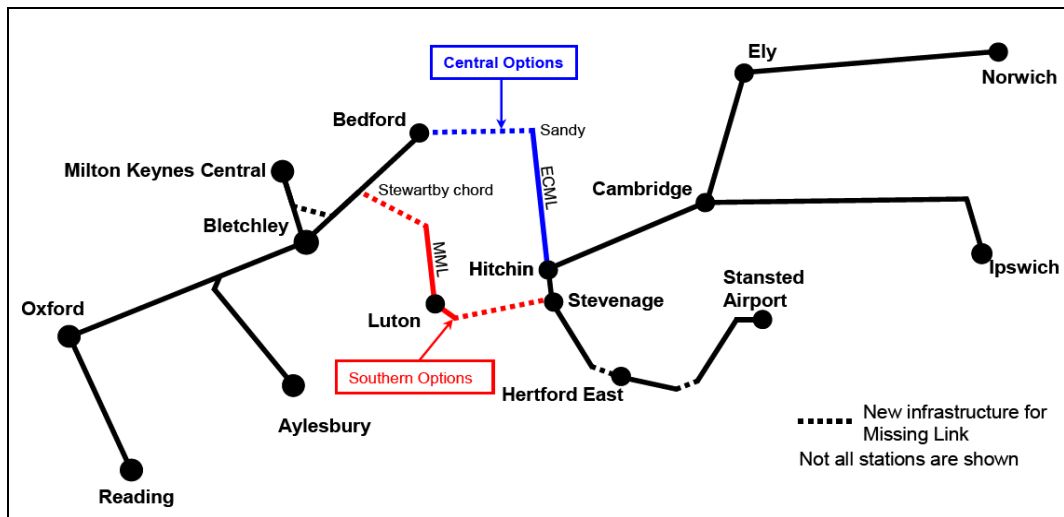 Ely
Central Options
Norwich
Bedford
Sandy
Milton Keynes Central
ECML
Cambridge
Stewartby chord
Bletchley
MML
Hitchin
Ipswich
Stansted
Airport
Stevenage
Oxford
Luton
Southern Options
Hertford East
Aylesbury
New infrastructure for
Missing Link
Not all stations are shown
Reading